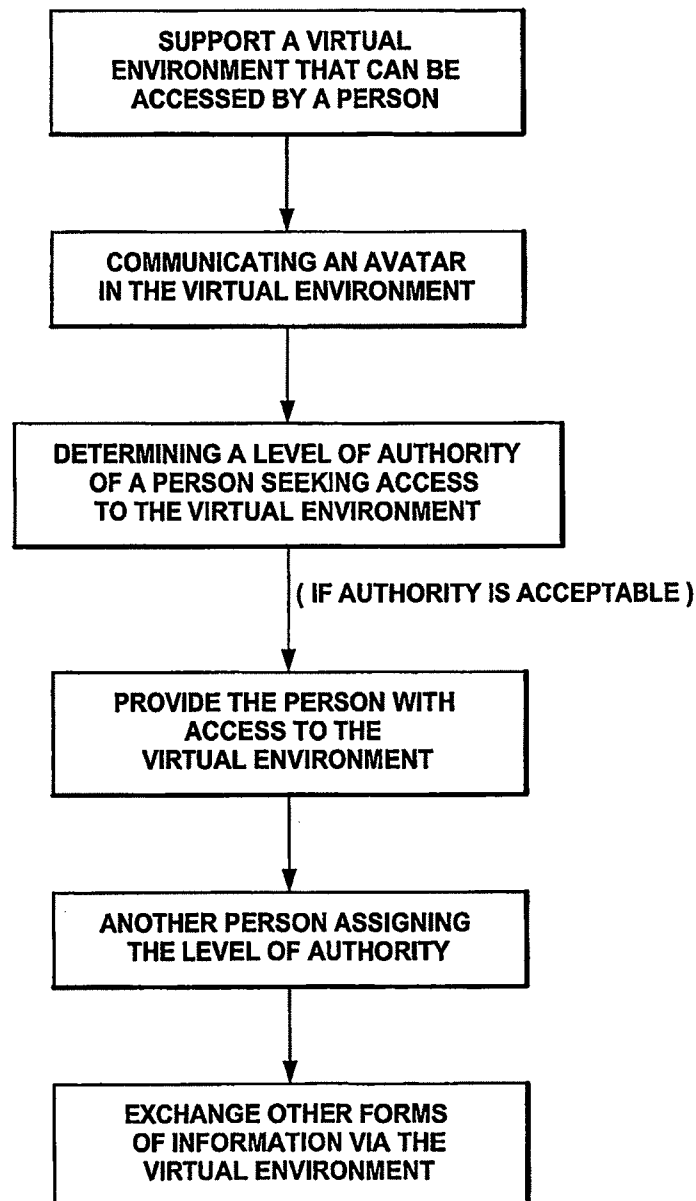 SUPPORT A VIRTUAL
ENVIRONMENT THAT CAN BE
ACCESSED BY A PERSON
COMMUNICATING AN AVATAR
IN THE VIRTUAL ENVIRONMENT
DETERMINING A LEVEL OF AUTHORITY
OF A PERSON SEEKING ACCESS
TO THE VIRTUAL ENVIRONMENT
( IF AUTHORITY IS ACCEPTABLE )
PROVIDE THE PERSON WITH
ACCESS TO THE
VIRTUAL ENVIRONMENT
ANOTHER PERSON ASSIGNING
THE LEVEL OF AUTHORITY
EXCHANGE OTHER FORMS
OF INFORMATION VIA THE
VIRTUAL ENVIRONMENT